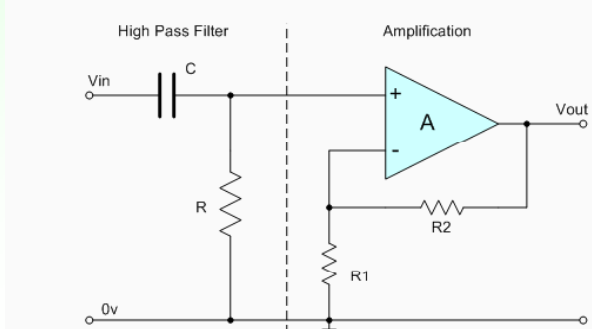 High Pass Filter
Amplification
Vin
C
+
A
-
Vout
R
R2
R1
0v